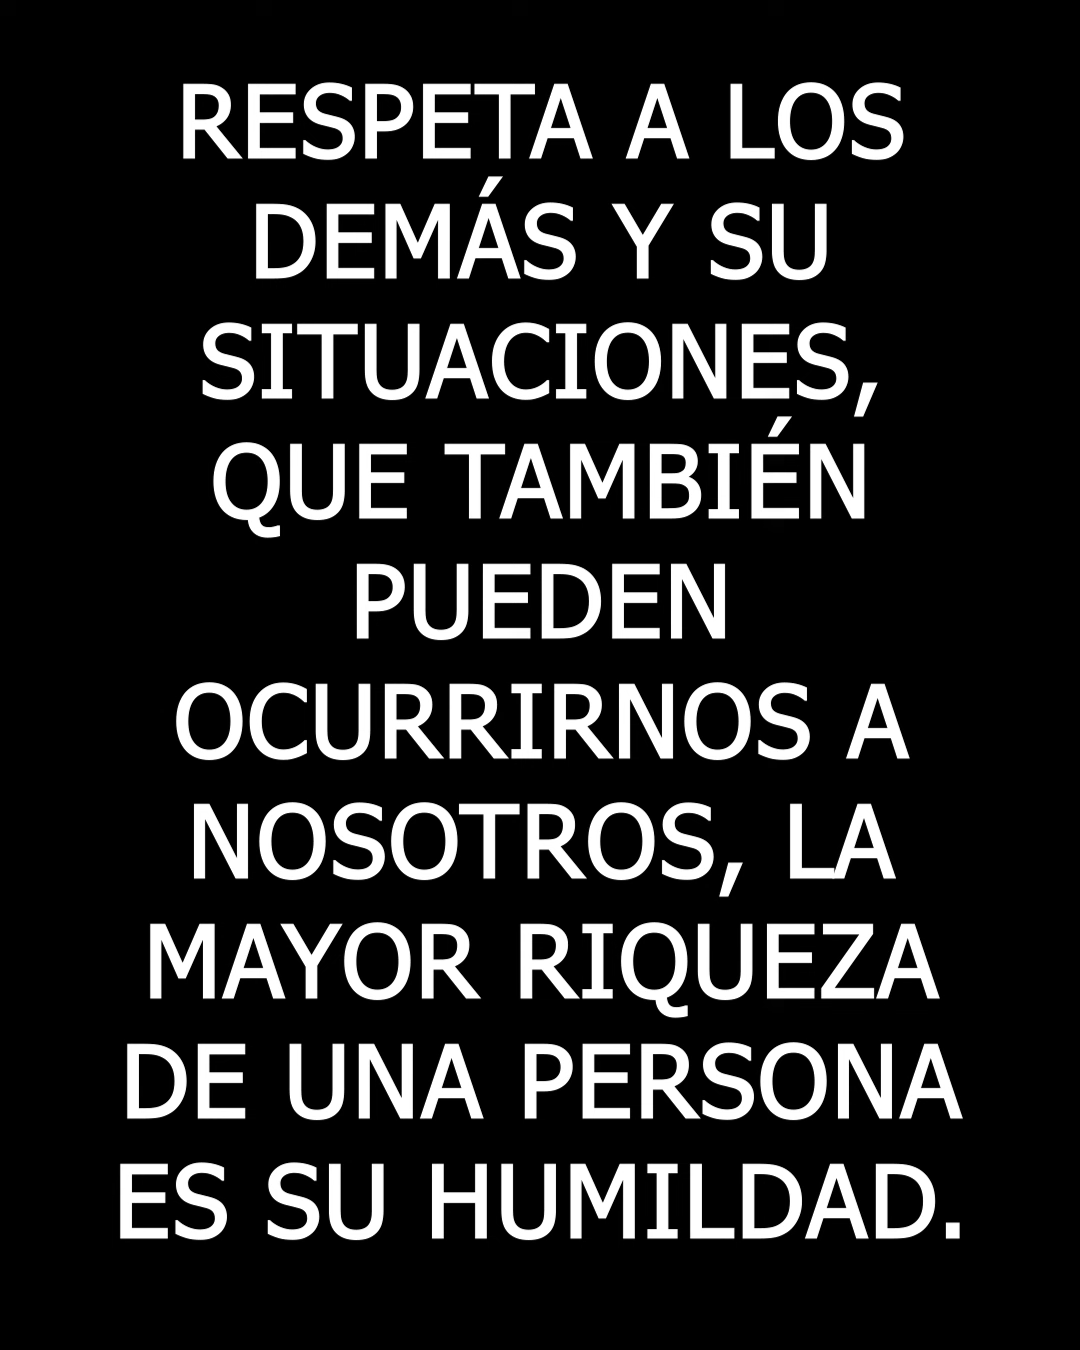 RESPETA A LOS
DEMÁS Y SU
SITUACIONES,
QUE TAMBIÉN
PUEDEN
OCURRIRNOS A
NOSOTROS, LA
MAYOR RIQUEZA
DE UNA PERSONA
ES SU HUMILDAD.